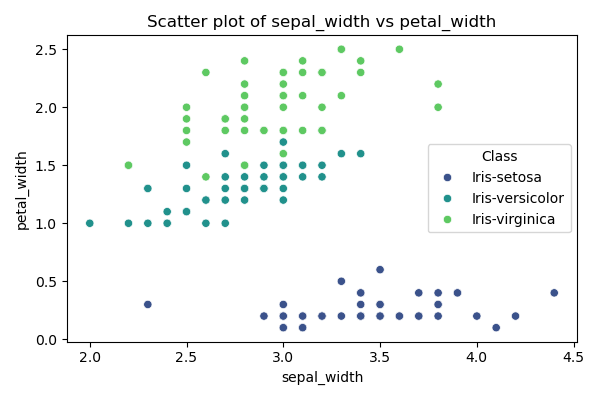 Scatter plot of sepal_width vs petal_width
petal_width
2.5
2.0
1.5
1.0
0.5
0.0
Class
Iris-setosa
Iris-versicolor
Iris-virginica
2.0 2.5 3.0 3.5 4.0 4.5
sepal_width